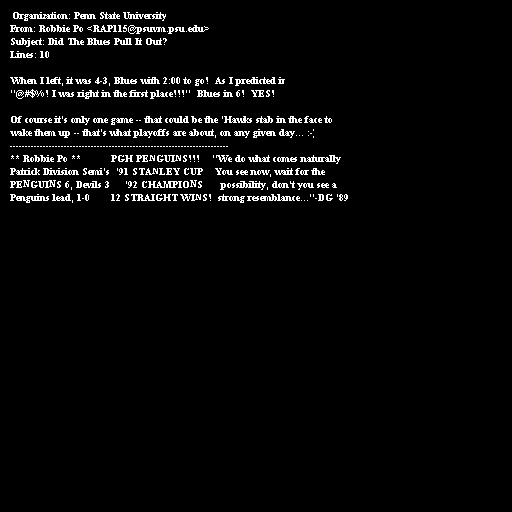 Organization: Penn State University
From: Robbie Po <RAP115@psuvm.psu.edu>
Subject: Did The Blues Pull It Out?
Lines: 10

When I left, it was 4-3, Blues with 2:00 to go!  As I predicted in
"@#$%! I was right in the first place!!!"  Blues in 6!  YES!

Of course it's only one game -- that could be the 'Hawks stab in the face to
wake them up -- that's what playoffs are about, on any given day... :-(
-------------------------------------------------------------------------
** Robbie Po **          PGH PENGUINS!!!    "We do what comes naturally
Patrick Division Semi's  '91 STANLEY CUP    You see now, wait for the
PENGUINS 6, Devils 3     '92 CHAMPIONS      possibility, don't you see a
Penguins lead, 1-0       12 STRAIGHT WINS!  strong resemblance..."-DG '89